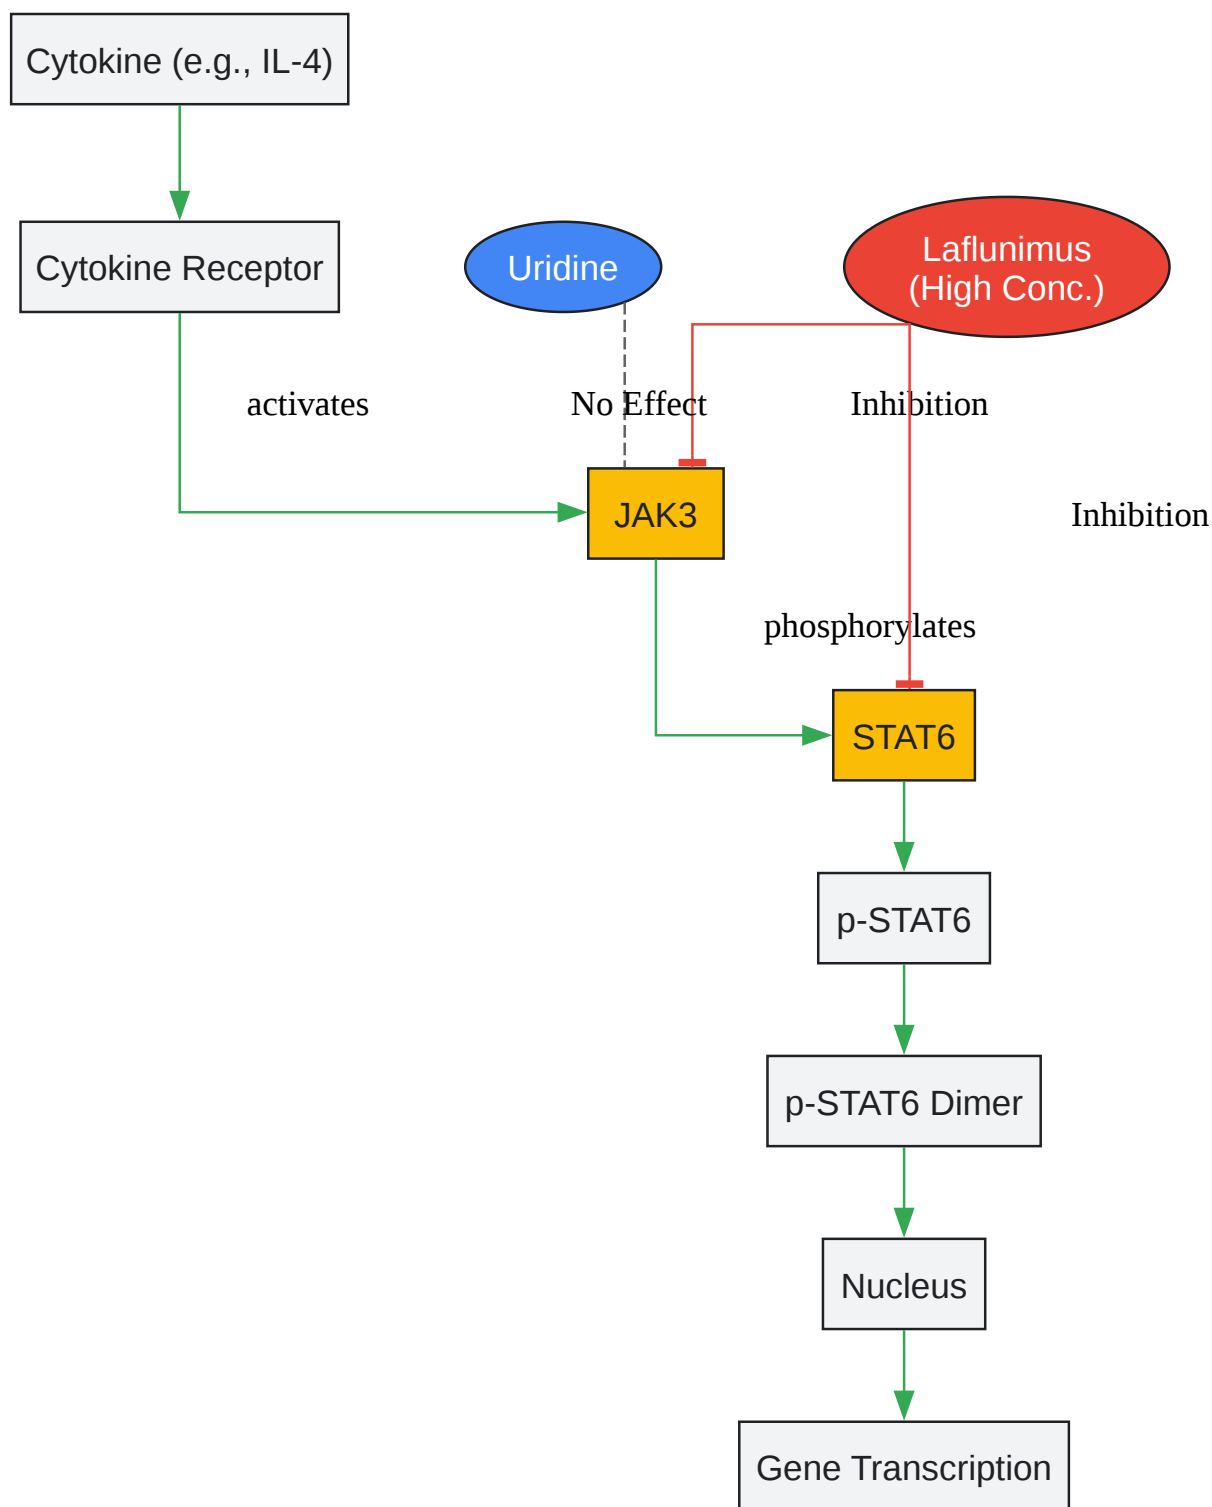 Cytokine (e.g., IL-4)
Cytokine Receptor
Uridine
Laflunimus
(High Conc.)
activates
No Effect
Inhibition
JAK3
Inhibition
phosphorylates
STAT6
p-STAT6
p-STAT6 Dimer
Nucleus
Gene Transcription